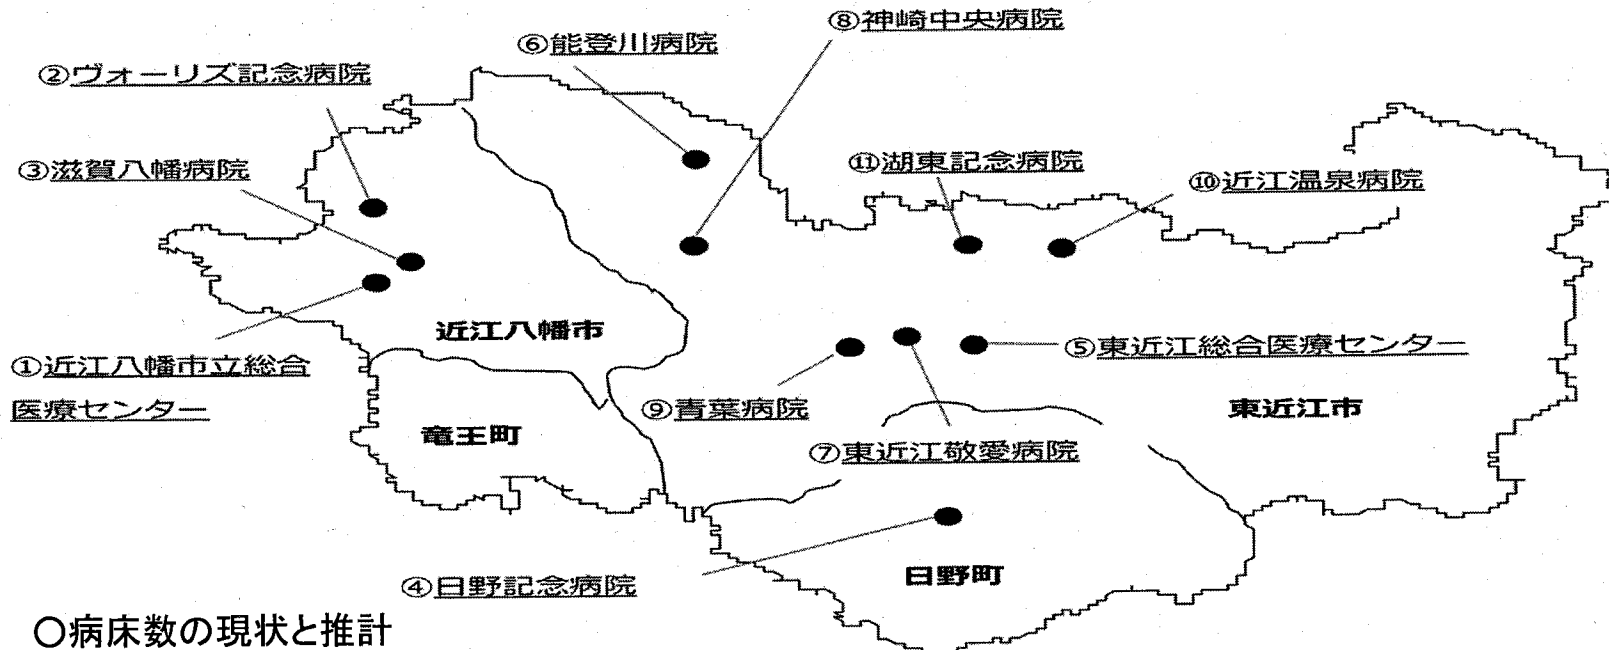 ⑧神崎中央病院
⑥能登川病院
②ヴォーリズ記念病院
③滋賀八幡病院
⑪湖東記念病院
⑩近江温泉病院
近江八幡市
①近江八幡市立総合
医療センター
⑤東近江総合医療センター
⑨青葉病院
東近江市
竜王町
⑦東近江敬愛病院
④日野記念病院
日野町
〇病床数の現状と推計